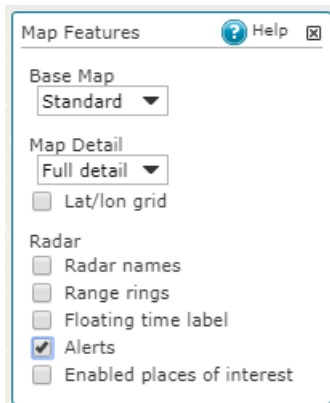 Map Features
Help
Base Map
Standard
Map Detail
Full detail
Lat/lon grid
Radar
Radar names
Range rings
Floating time label
Alerts
Enabled places of interest